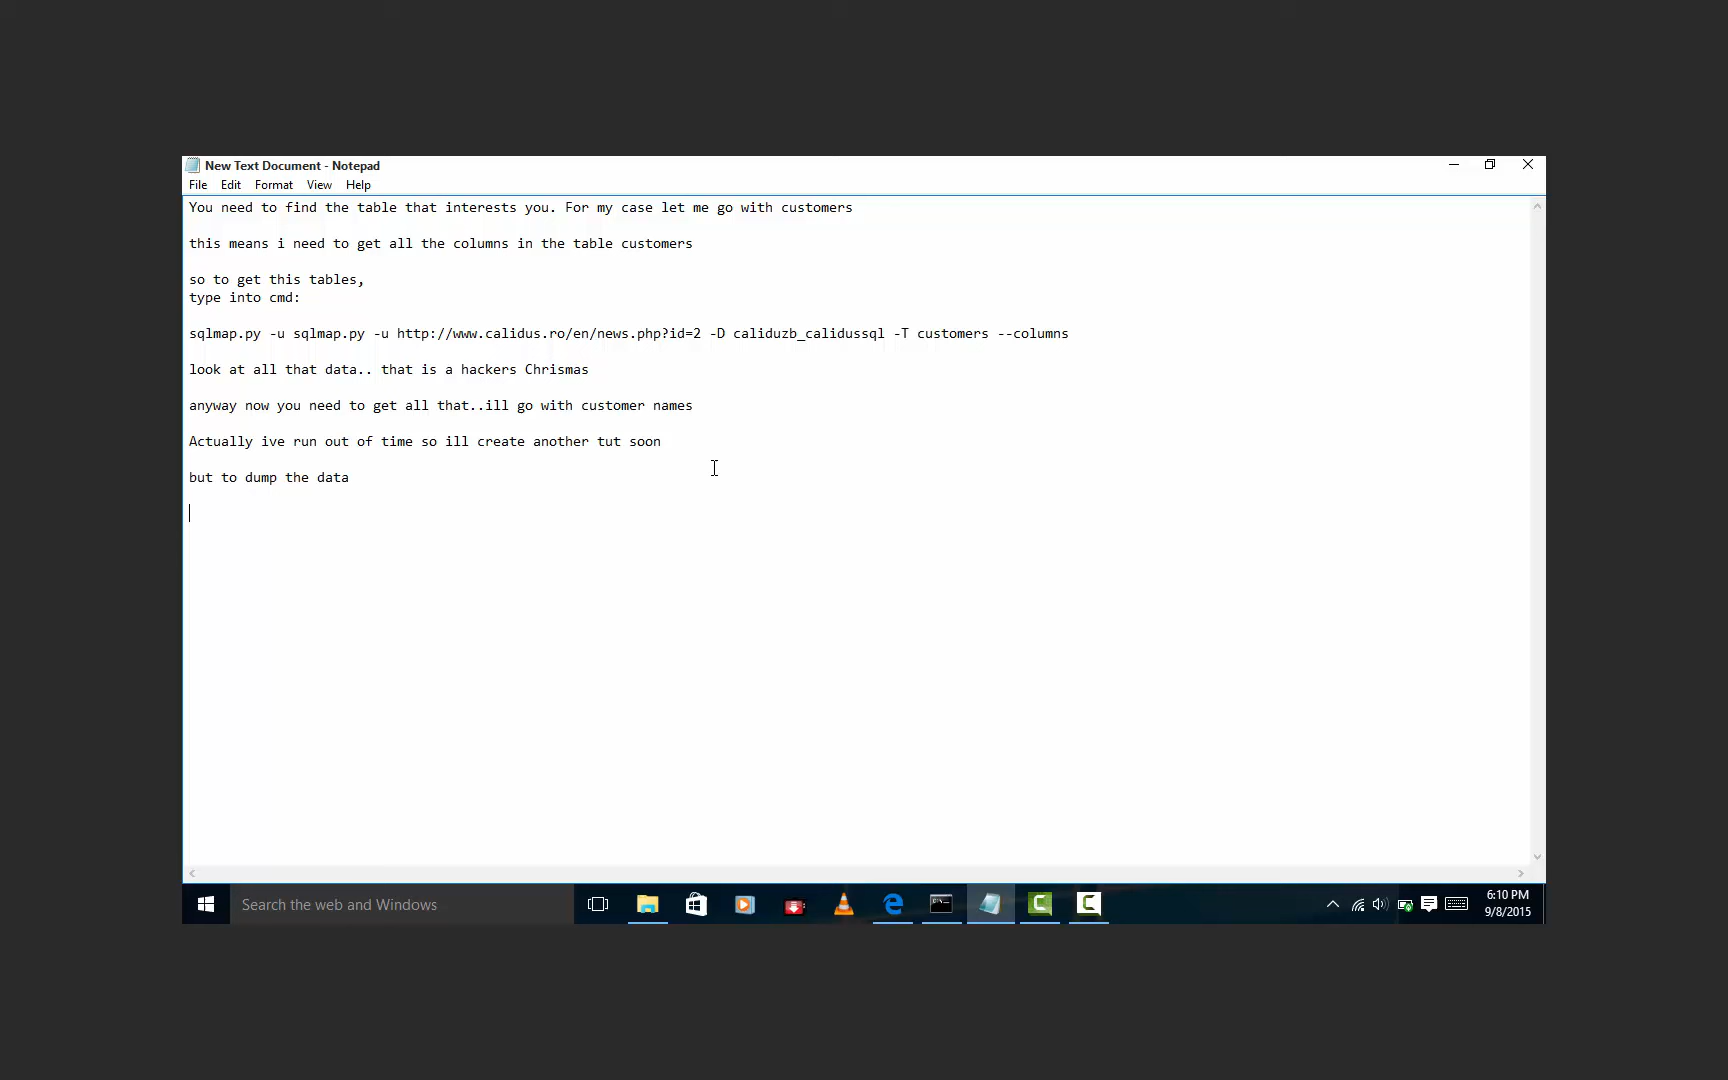 New Text Document - Notepad
File Edit Format View Help
You need to find the table that interests you. For my case let me go with customers
this means i need to get all the columns in the table customers
so to get this tables,
type into cmd:
sqlmap.py -u sqlmap.py -u http://www.calidus.ro/en/news.php?id=2 -D caliduzb_calidussql -T customers --columns
look at all that data.. that is a hackers Chrismas
anyway now you need to get all that..ill go with customer names
Actually ive run out of time so ill create another tut soon
but to dump the data
Search the web and Windows
6:10 PM
9/8/2015